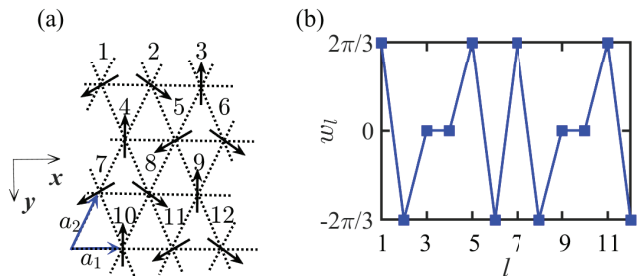 (a)
1 2 3
4 5 6
x
y
7 8 9
a2
10 11 12
a1
(b)
2π/3
0
-2π/3
w_l
1 3 5 7 9 11
l